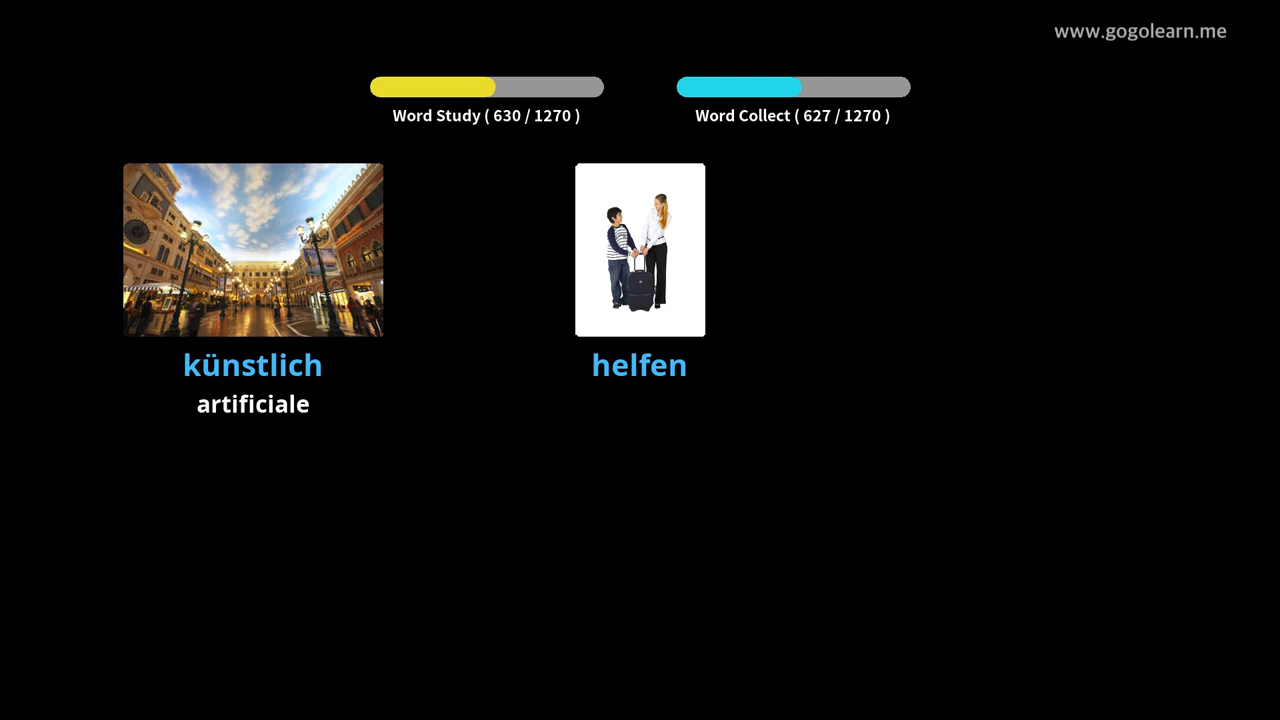 www.gogolearn.me
Word Study ( 630 / 1270 )
Word Collect ( 627 / 1270 )
künstlich
artificiale
helfen